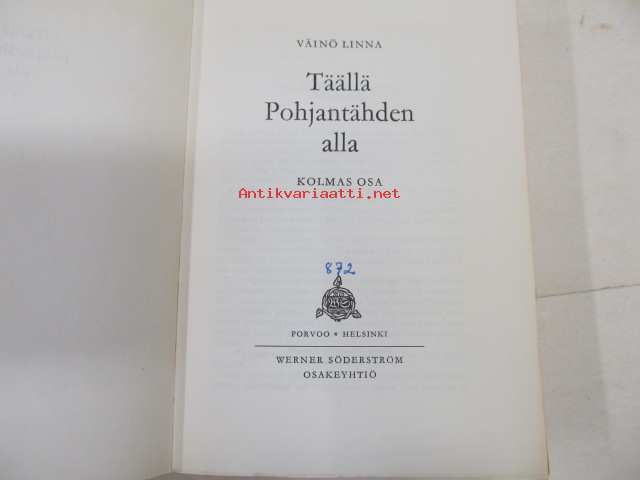 VÄINÖ LINNA
Täällä
Pohjantähden
alla
KOLMAS OSA
Antikvariaatti.net
872
PORVOO • HELSINKI
WERNER SÖDERSTRÖM
OSAKEYHTIÖ